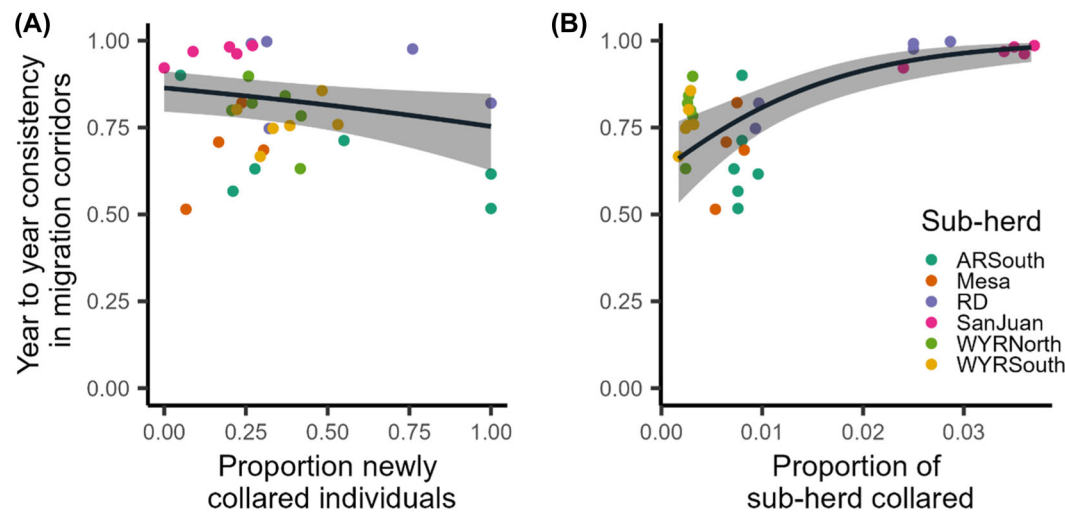 (A)
Year to year consistency
in migration corridors
1.00
0.75
0.50
0.25
0.00
0.00 0.25 0.50 0.75 1.00
Proportion newly
collared individuals
(B)
1.00
0.75
0.50
0.25
0.00
0.00 0.01 0.02 0.03
Proportion of
sub-herd collared
Sub-herd
ARSouth
Mesa
RD
SanJuan
WYRNorth
WYRSouth